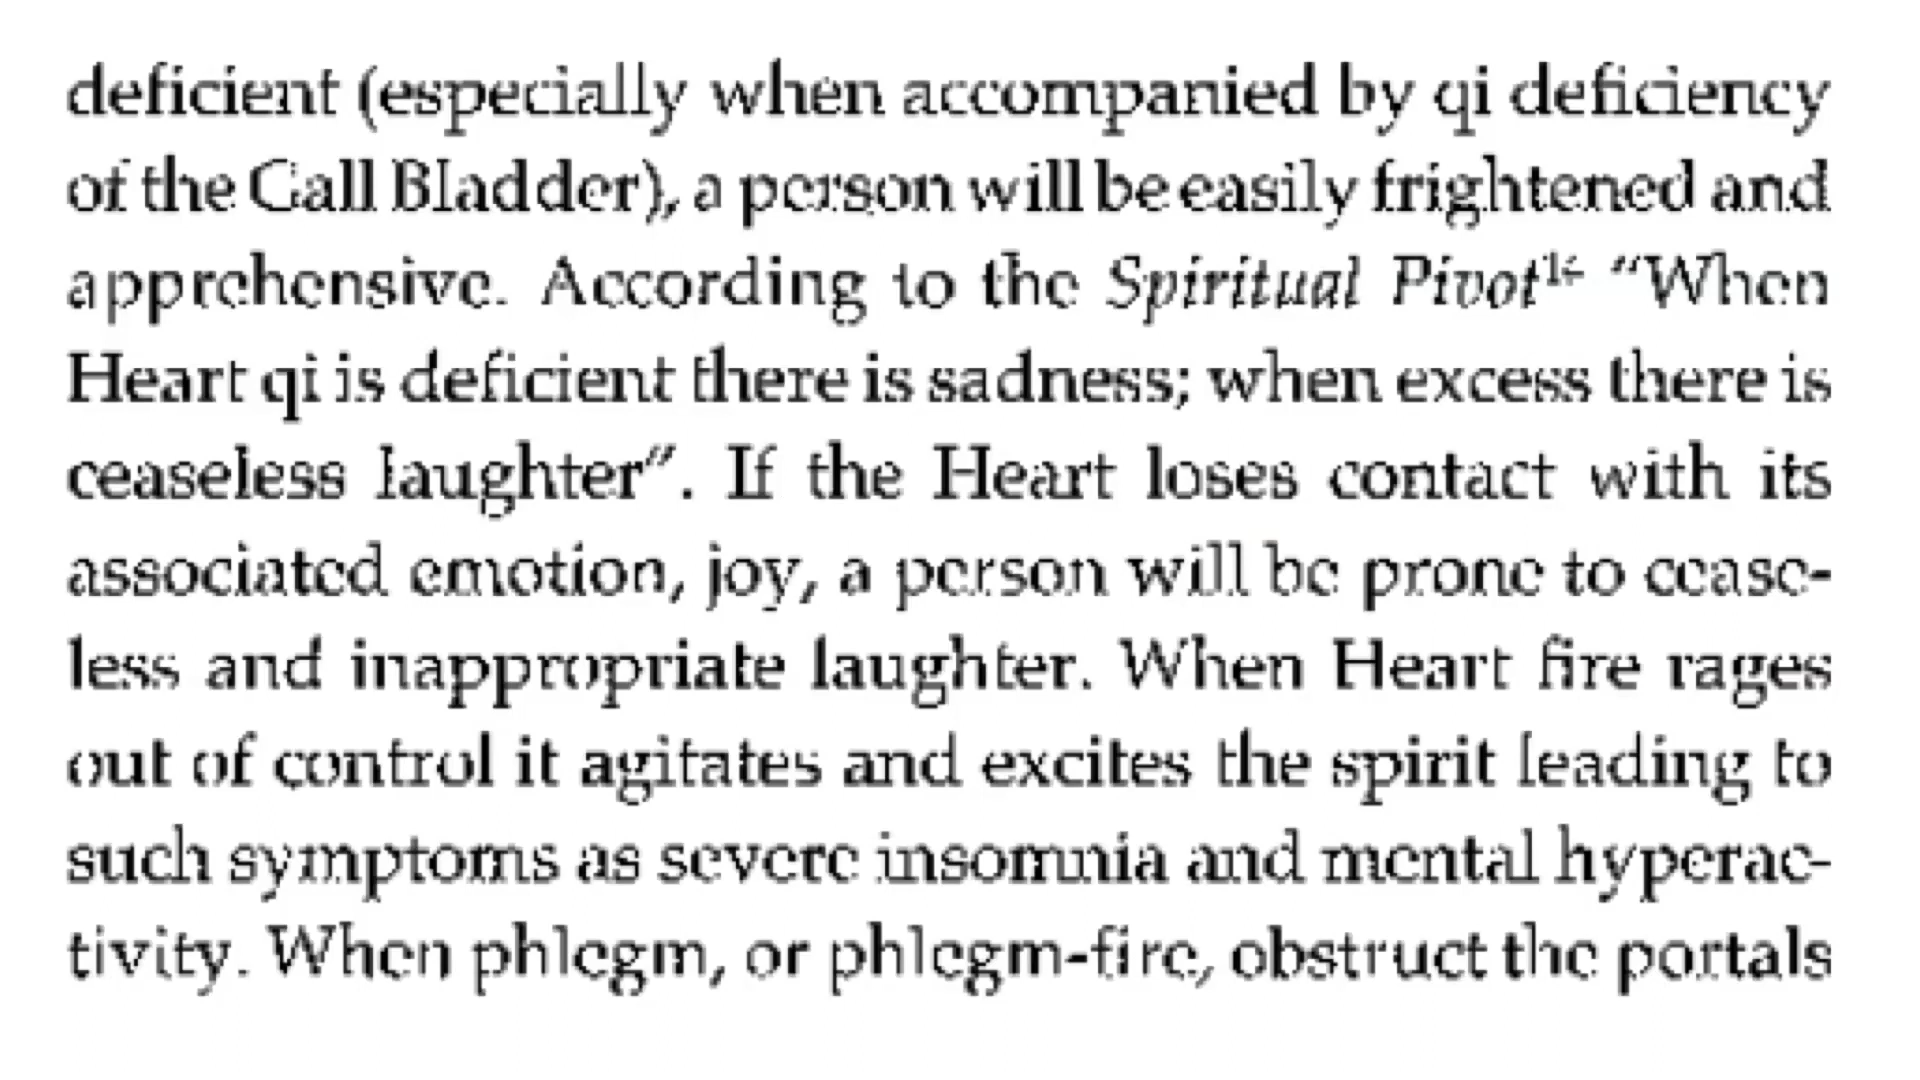 deficient (especially when accompanied by qi deficiency
of the Gall Bladder), a person will be easily frightened and
apprehensive. According to the Spiritual Pivot "When
Heart qi is deficient there is sadness; when excess there is
ceaseless laughter". If the Heart loses contact with its
associated emotion, joy, a person will be prone to cease-
less and inappropriate laughter. When Heart fire rages
out of control it agitates and excites the spirit leading to
such symptoms as severe insomnia and mental hyperac-
tivity. When phlegm, or phlegm-fire, obstruct the portals